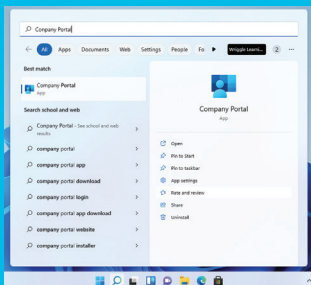 Company Portal
All Apps Documents Web Settings People Fo Wriggle Learni... 2 ...
Best match
Company Portal
App
Search school and web
Company Portal - See school and web
results
company portal
company portal app
company portal download
company portal login
company portal app download
company portal website
company portal installer
Company Portal
App
Open
Pin to Start
Pin to taskbar
App settings
Rate and review
Share
Uninstall